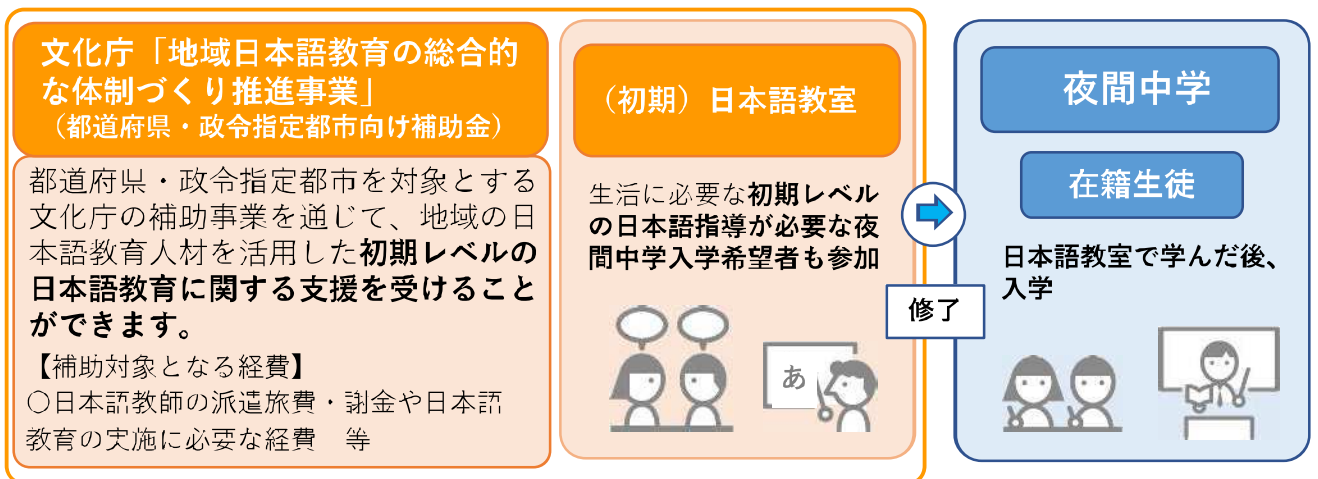 文化庁「地域日本語教育の総合的
な体制づくり推進事業」
（都道府県・政令指定都市向け補助金）
都道府県・政令指定都市を対象とする
文化庁の補助事業を通じて、地域の日
本語教育人材を活用した初期レベルの
日本語教育に関する支援を受けること
ができます。
【補助対象となる経費】
〇日本語教師の派遣旅費・謝金や日本語
教育の実施に必要な経費　等
（初期）日本語教室
生活に必要な初期レベル
の日本語指導が必要な夜
間中学入学希望者も参加
あ
修了
夜間中学
在籍生徒
日本語教室で学んだ後、
入学